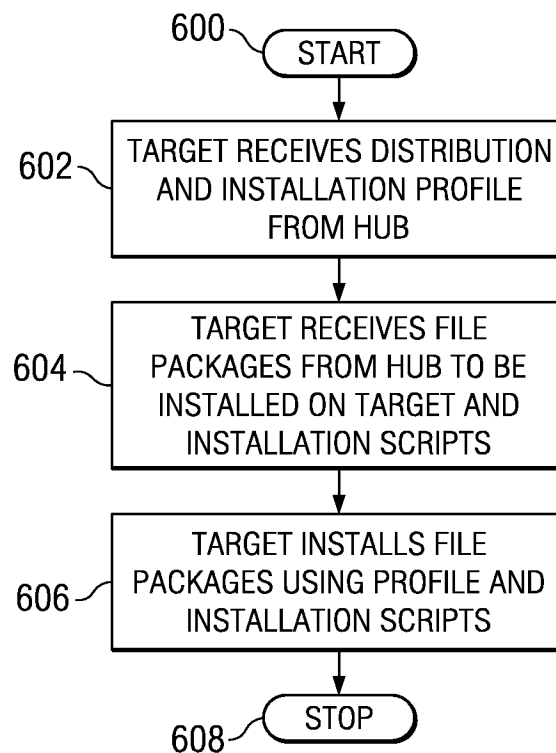 600
START
602
TARGET RECEIVES DISTRIBUTION
AND INSTALLATION PROFILE
FROM HUB
604
TARGET RECEIVES FILE
PACKAGES FROM HUB TO BE
INSTALLED ON TARGET AND
INSTALLATION SCRIPTS
606
TARGET INSTALLS FILE
PACKAGES USING PROFILE AND
INSTALLATION SCRIPTS
608
STOP